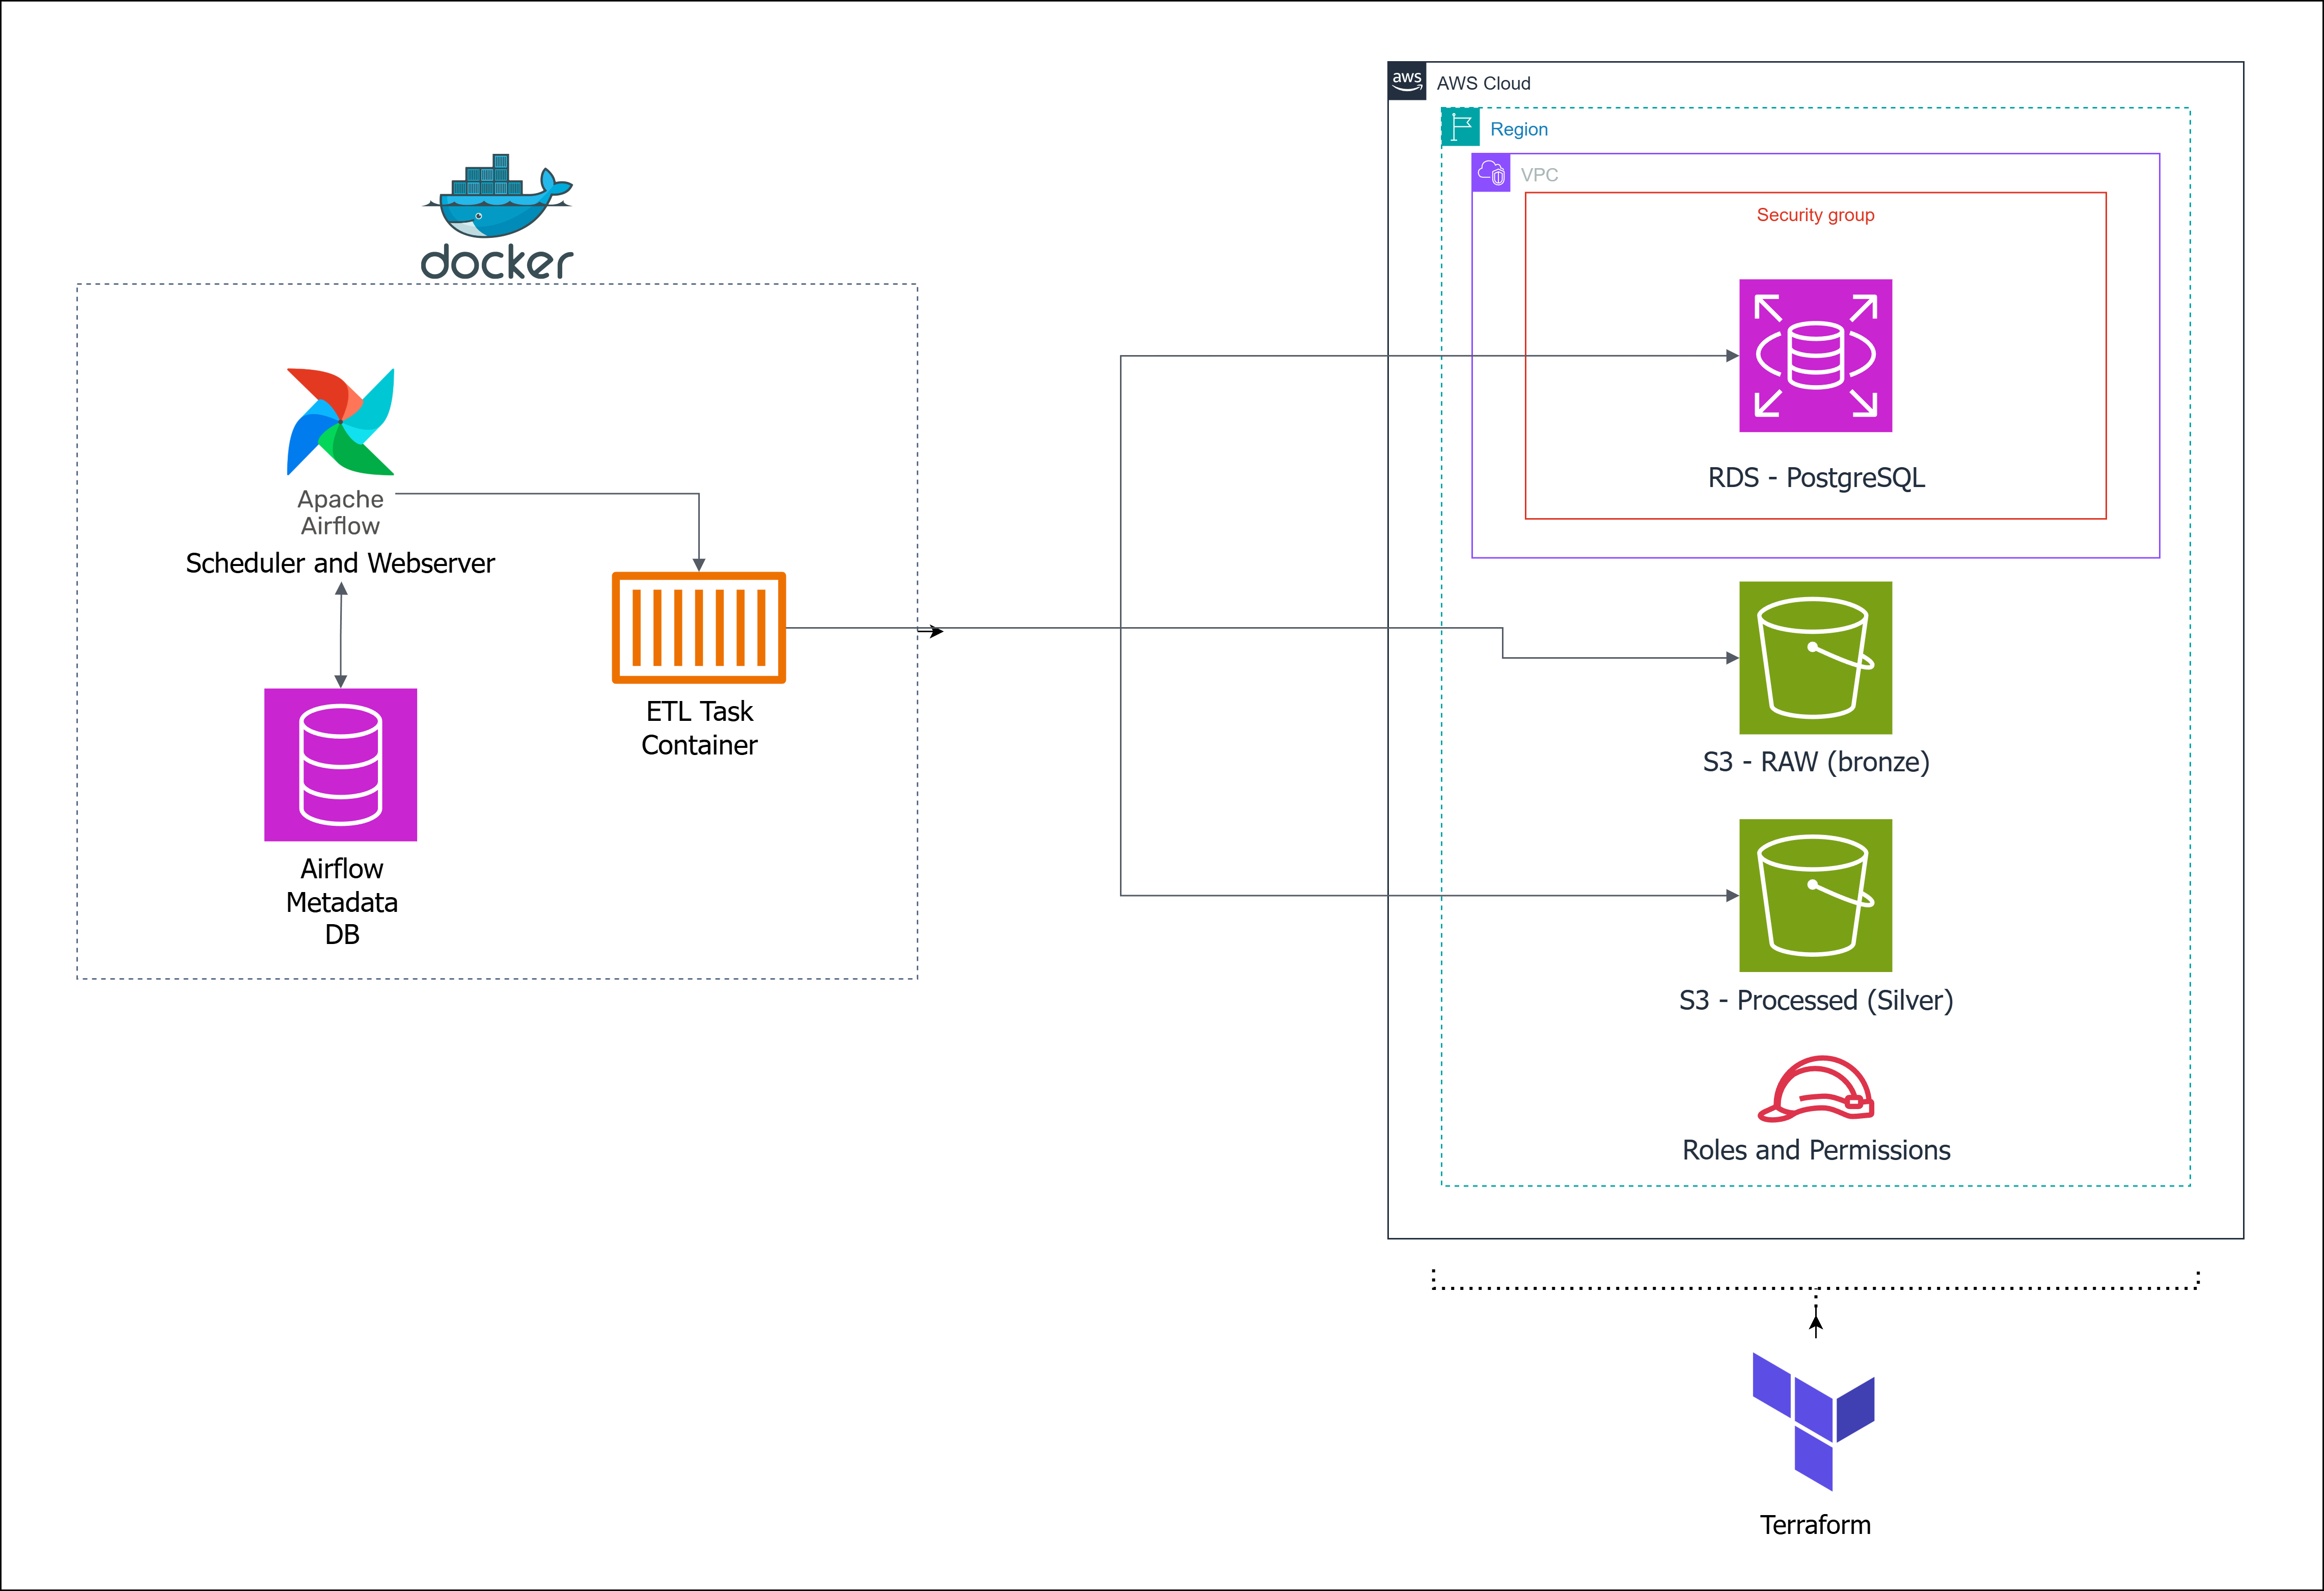 docker
Apache
Airflow
Scheduler and Webserver
Airflow
Metadata
DB
ETL Task
Container
aws
AWS Cloud
Region
VPC
Security group
RDS - PostgreSQL
S3 - RAW (bronze)
S3 - Processed (Silver)
Roles and Permissions
Terraform